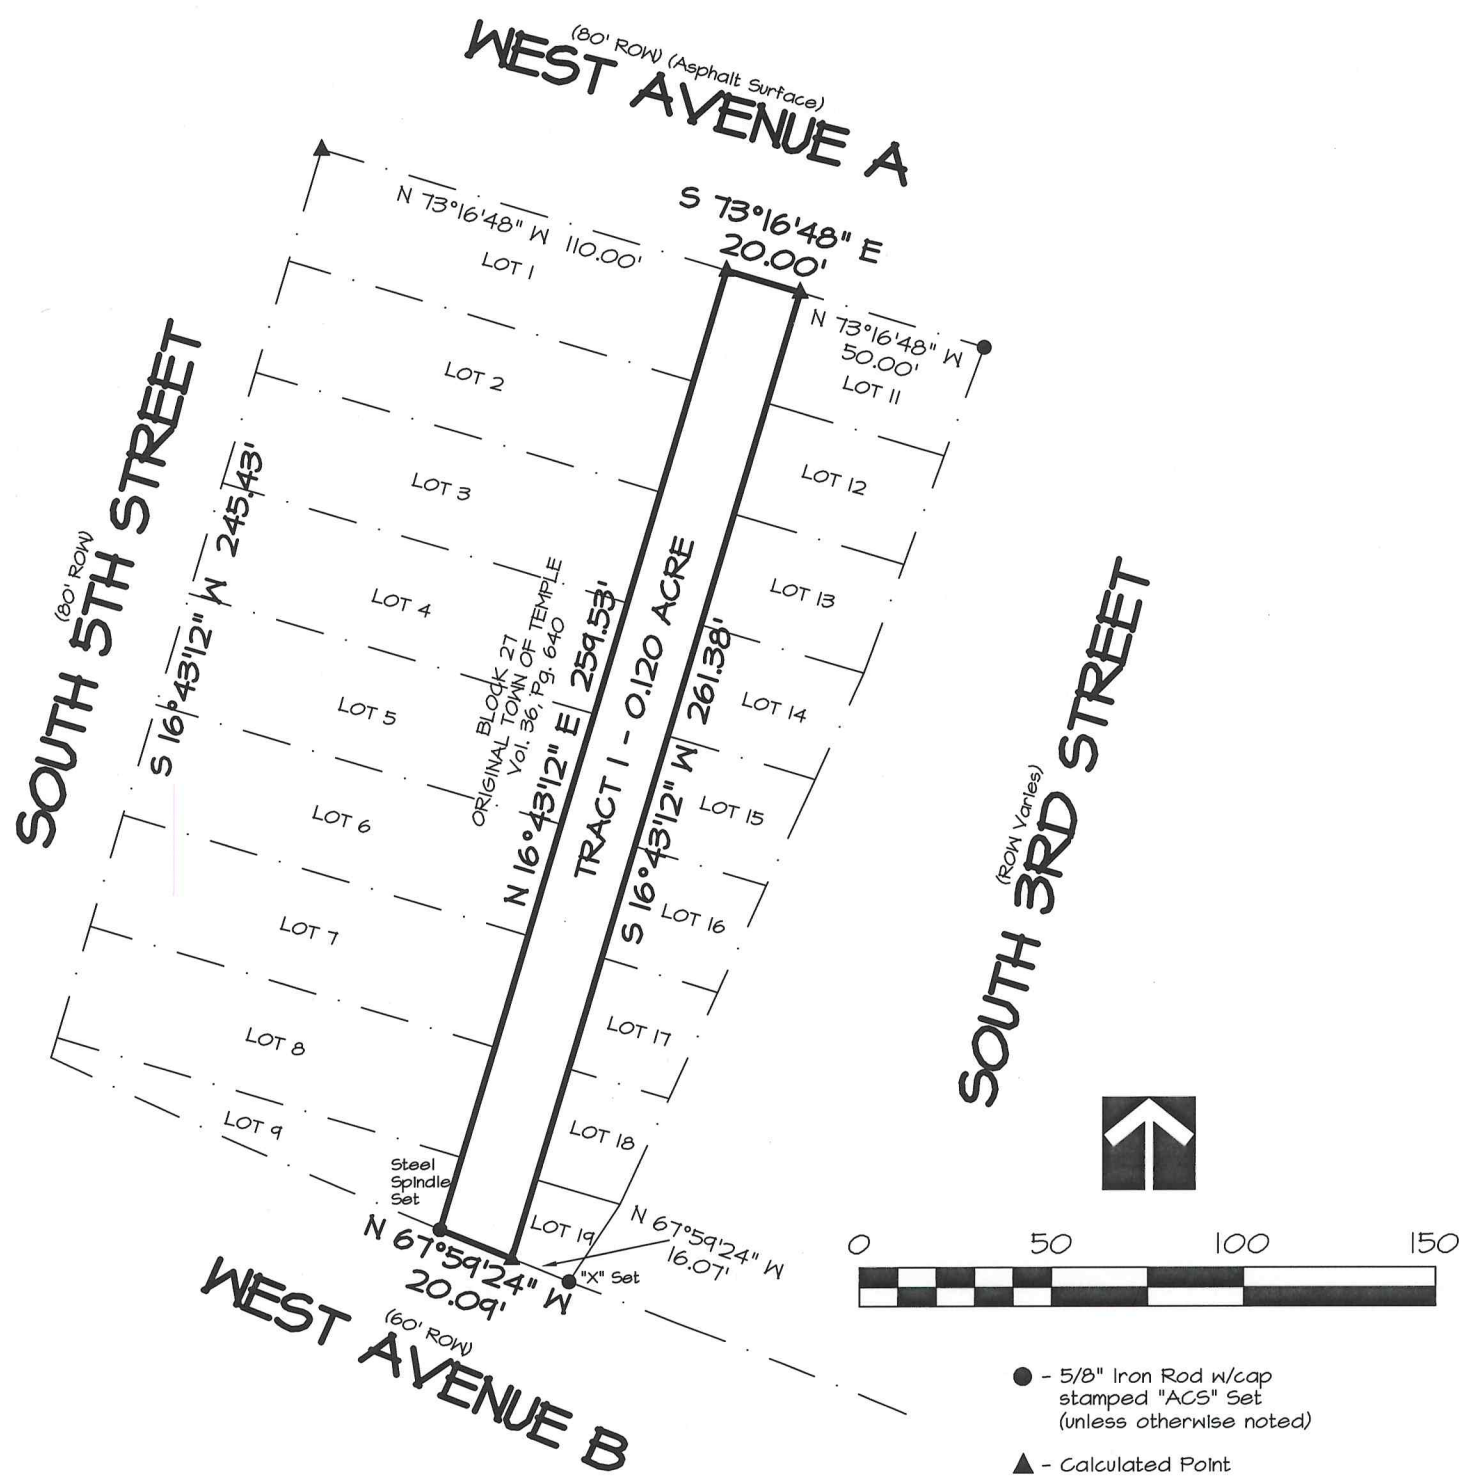 (80' ROW) (Asphalt Surface)
WEST AVENUE A
N 73°16'48" W 110.00'
S 73°16'48" E
20.00'
N 73°16'48" W
50.00'
LOT 1
LOT 2
LOT 3
LOT 4
LOT 5
LOT 6
LOT 7
LOT 8
LOT 9
LOT 11
LOT 12
LOT 13
LOT 14
LOT 15
LOT 16
LOT 17
LOT 18
LOT 19
(80' ROW)
SOUTH 5TH STREET
S 16°43'12" W 245.43'
BLOCK 27
ORIGINAL TOWN OF TEMPLE
Vol. 36, Pg. 640
N 16°43'12" E 259.53'
TRACT 1 - 0.120 ACRE
S 16°43'12" W 261.38'
(ROW Varies)
SOUTH 3RD STREET
Steel
Spindle
Set
N 67°59'24" W
20.09'
N 67°59'24" W
16.07'
"X" Set
(60' ROW)
WEST AVENUE B
0 50 100 150
- 5/8" Iron Rod w/cap
stamped "ACS" Set
(unless otherwise noted)
- Calculated Point